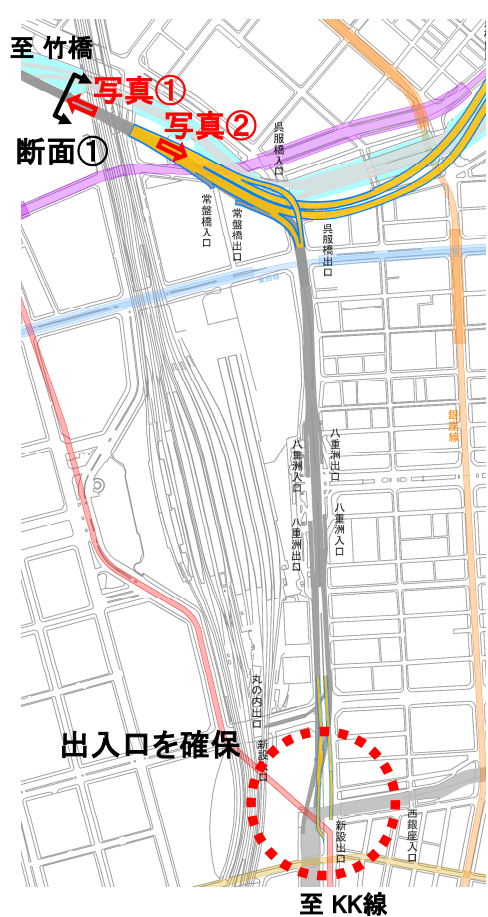 至 竹橋
写真①
写真②
断面①
呉服橋入口
常盤橋入口
常盤橋出口
呉服橋出口
東西線
銀座線
八重洲入口
八重洲出口
八重洲入口
八重洲出口
丸の内出口
新設入口
出入口を確保
新設出口
西銀座入口
至 KK線